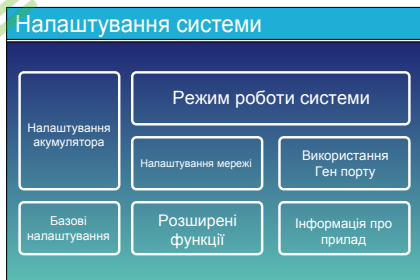 Налаштування системи
Режим роботи системи
Налаштування
акумулятора
Налаштування мережі
Використання
Ген порту
Базові
налаштування
Розширені
функції
Інформація про
прилад